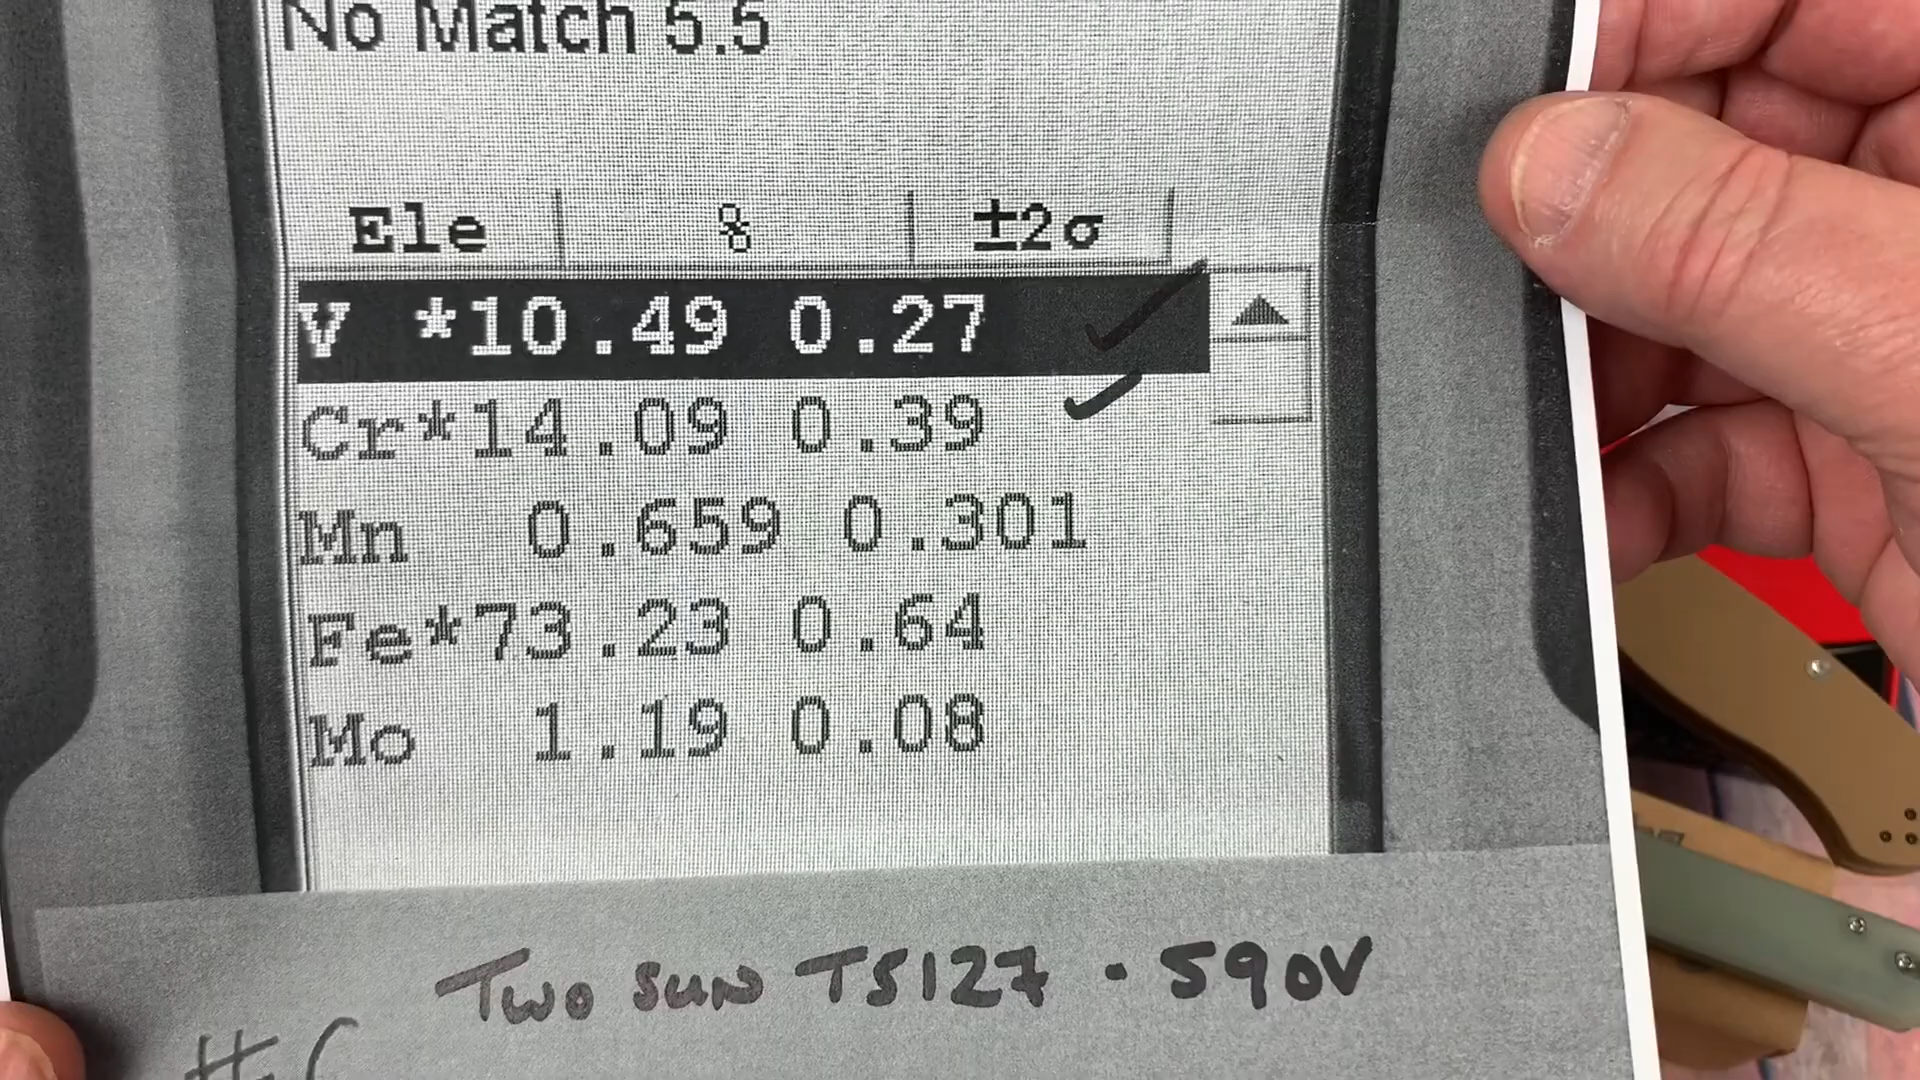 No Match 5.5
Ele % ±2σ
V *10.49 0.27
Cr*14.09 0.39
Mn 0.659 0.301
Fe*73.23 0.64
Mo 1.19 0.08
Two Sun TS127 · S90V